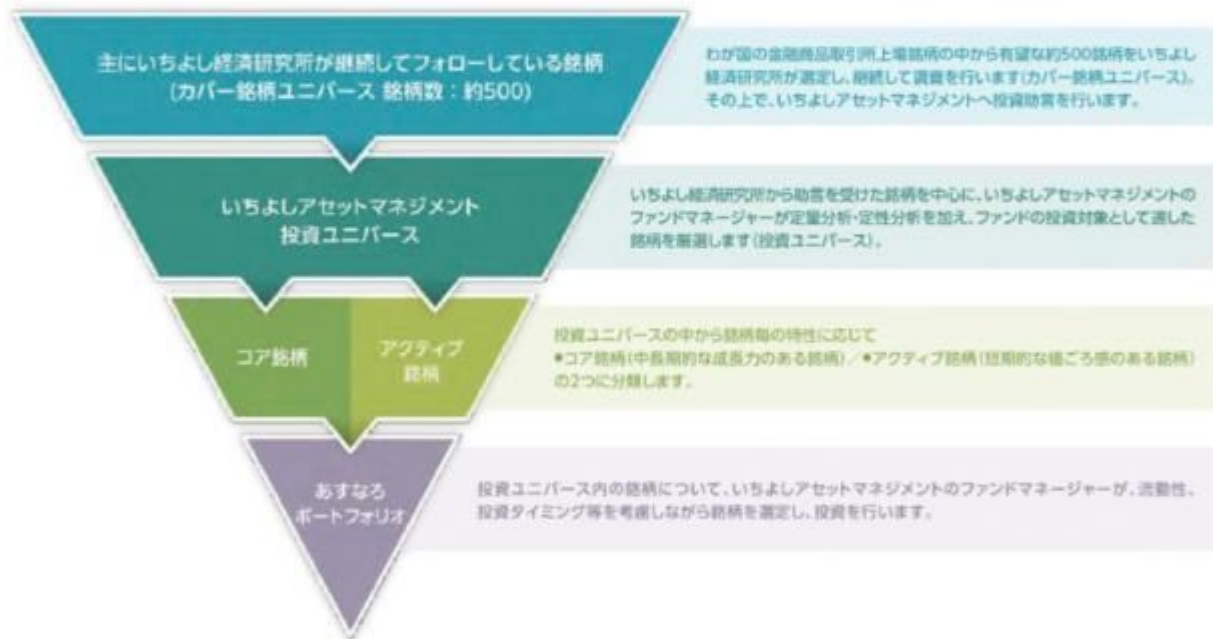 主にいちよし経済研究所が継続してフォローしている銘柄
(カバー銘柄ユニバース 銘柄数：約500)
わが国の金融商品取引所上場銘柄の中から有望な約500銘柄をいちよし
経済研究所が選定し、継続して調査を行います(カバー銘柄ユニバース)。
その上で、いちよしアセットマネジメントへ投資助言を行います。
いちよしアセットマネジメント
投資ユニバース
いちよし経済研究所から助言を受けた銘柄を中心に、いちよしアセットマネジメントの
ファンドマネージャーが定量分析・定性分析を加え、ファンドの投資対象として適した
銘柄を厳選します(投資ユニバース)。
コア銘柄
アクティブ
銘柄
投資ユニバースの中から銘柄毎の特性に応じて
●コア銘柄(中長期的な成長力のある銘柄)／●アクティブ銘柄(短期的な値ごろ感のある銘柄)
の2つに分類します。
あすなろ
ポートフォリオ
投資ユニバース内の銘柄について、いちよしアセットマネジメントのファンドマネージャーが、流動性、
投資タイミング等を考慮しながら銘柄を選定し、投資を行います。